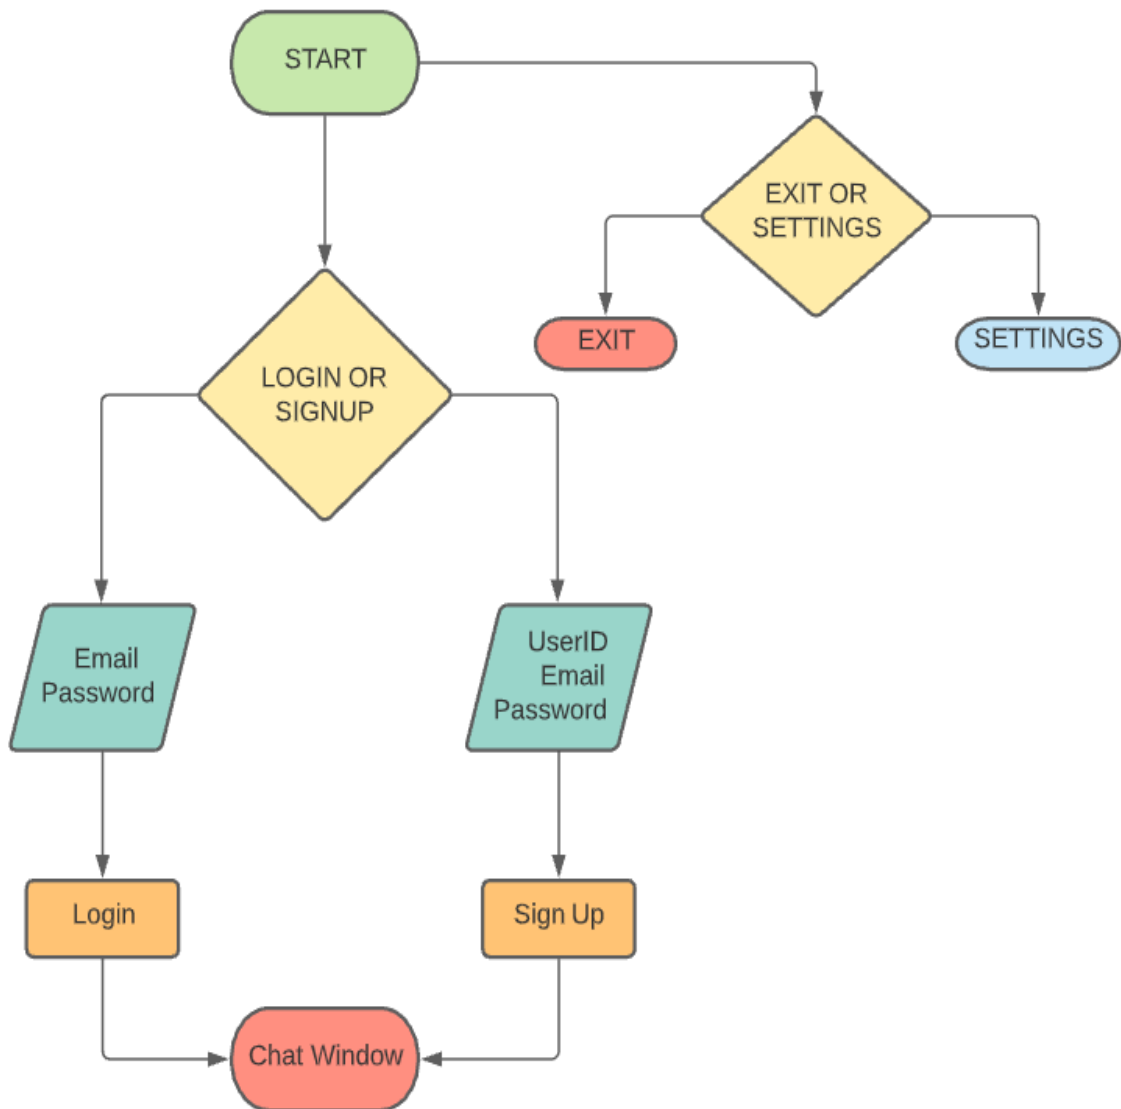 START
EXIT OR
SETTINGS
EXIT
SETTINGS
LOGIN OR
SIGNUP
Email
Password
UserID
Email
Password
Login
Sign Up
Chat Window